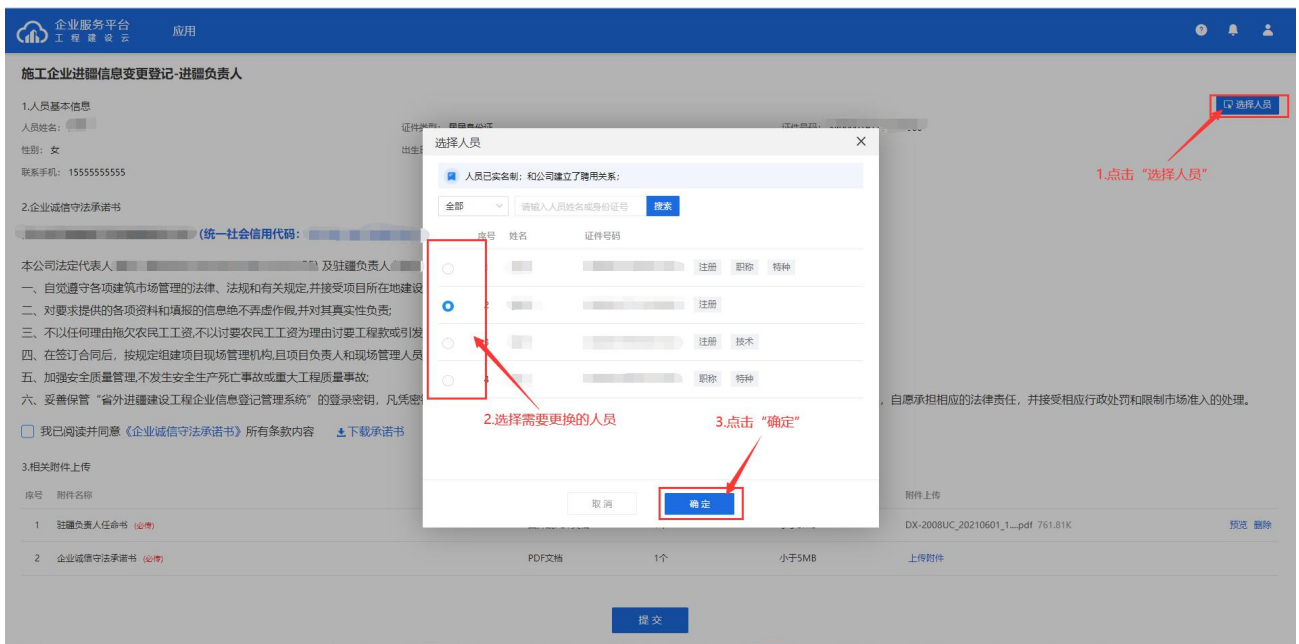 企业服务平台
工程建设云
应用
施工企业进疆信息变更登记-进疆负责人
1.人员基本信息
选择人员
人员姓名：
性别： 女
联系手机： 15555555555
1.点击“选择人员”
2.企业诚信守法承诺书
(统一社会信用代码：
本公司法定代表人
及驻疆负责人
一、自觉遵守各项建筑市场管理的法律、法规和有关规定,并接受项目所在地建设
二、对要求提供的各项资料和填报的信息绝不弄虚作假,并对其真实性负责;
三、不以任何理由拖欠农民工工资,不以讨要农民工工资为理由讨要工程款或引发
四、在签订合同后，按规定组建项目现场管理机构,且项目负责人和现场管理人员
五、加强安全质量管理,不发生安全生产死亡事故或重大工程质量事故;
六、妥善保管“省外进疆建设工程企业信息登记管理系统”的登录密钥，凡凭密
，自愿承担相应的法律责任，并接受相应行政处罚和限制市场准入的处理。
我已阅读并同意《企业诚信守法承诺书》所有条款内容 下载承诺书
选择人员
人员已实名制；和公司建立了聘用关系；
全部 请输入人员姓名或身份证号 搜索
序号 姓名 证件号码
注册 职称 特种
2 注册
注册 技术
4 职称 特种
2.选择需要更换的人员
3.点击“确定”
取消 确定
3.相关附件上传
序号 附件名称 附件上传
1 驻疆负责人任命书 (必传) DX-2008UC_20210601_1....pdf 761.81K 预览 删除
2 企业诚信守法承诺书 (必传) PDF文档 1个 小于5MB 上传附件
提交